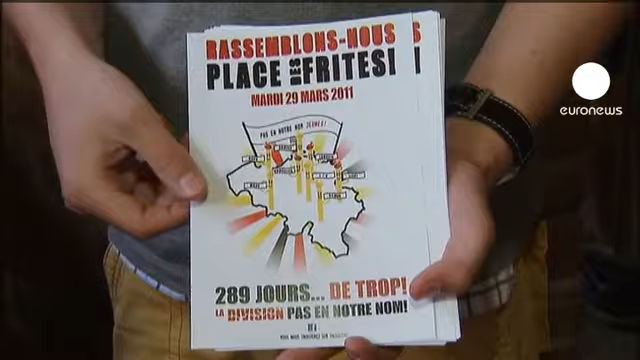 RASSEMBLONS-NOUS
PLACE DES FRITES!
MARDI 29 MARS 2011
PAS EN NOTRE NOM JEUNES!
289 JOURS... DE TROP!
LA DIVISION PAS EN NOTRE NOM!
euronews